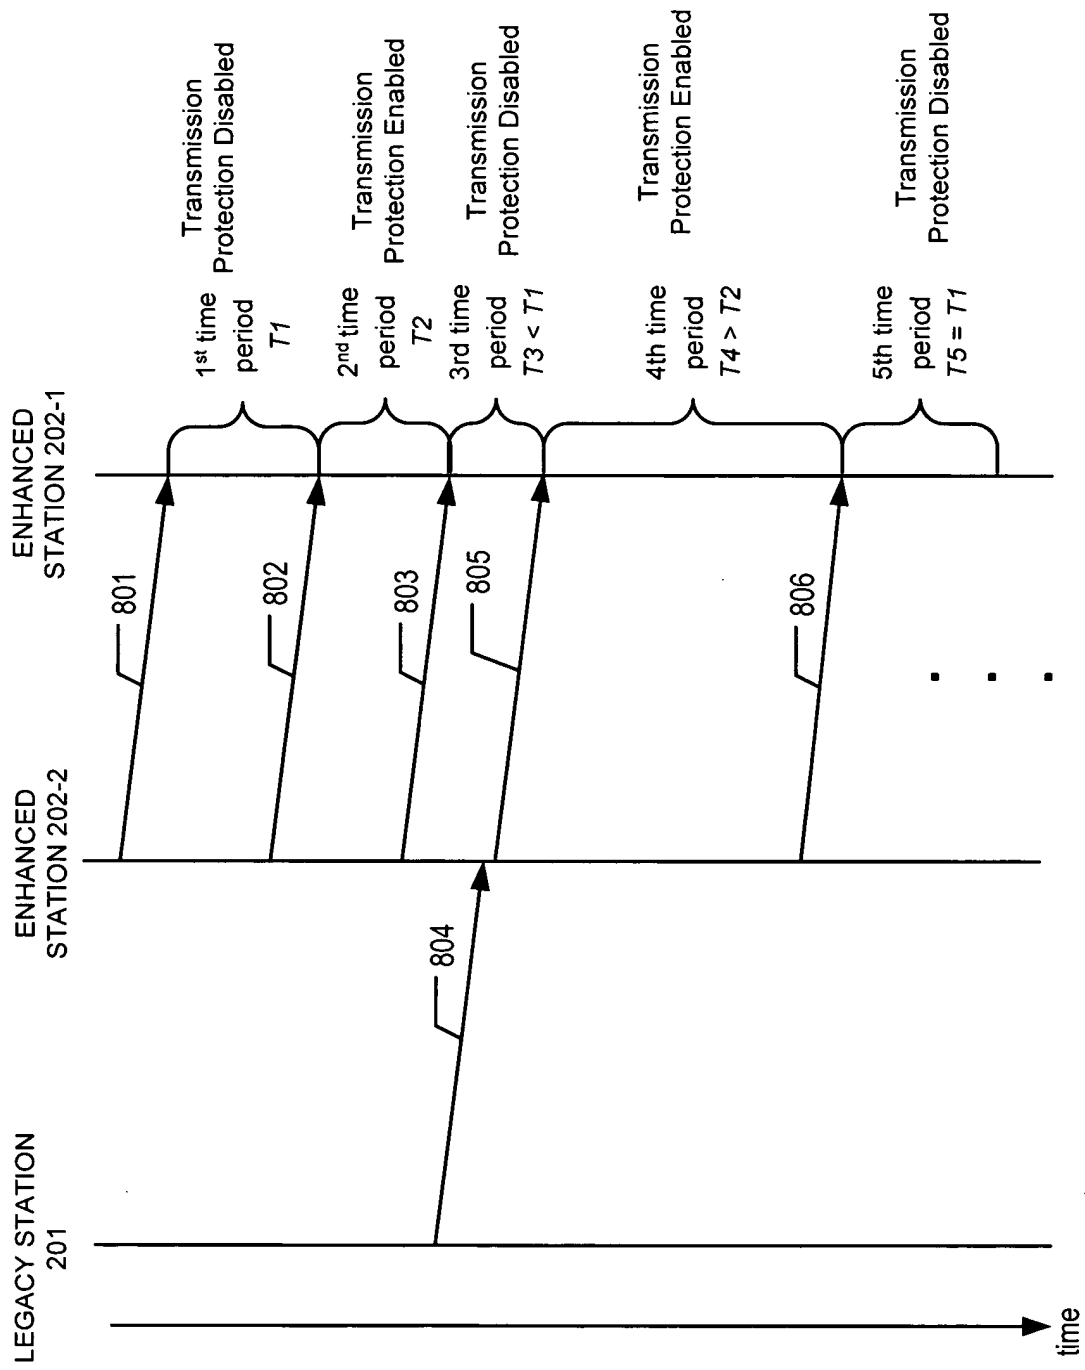 LEGACY STATION
201
ENHANCED
STATION 202-2
ENHANCED
STATION 202-1
801
802
803
804
805
806
1st time
period
T1
Transmission
Protection Disabled
2nd time
period
T2
Transmission
Protection Enabled
3rd time
period
T3 < T1
Transmission
Protection Disabled
4th time
period
T4 > T2
Transmission
Protection Enabled
5th time
period
T5 = T1
Transmission
Protection Disabled
time